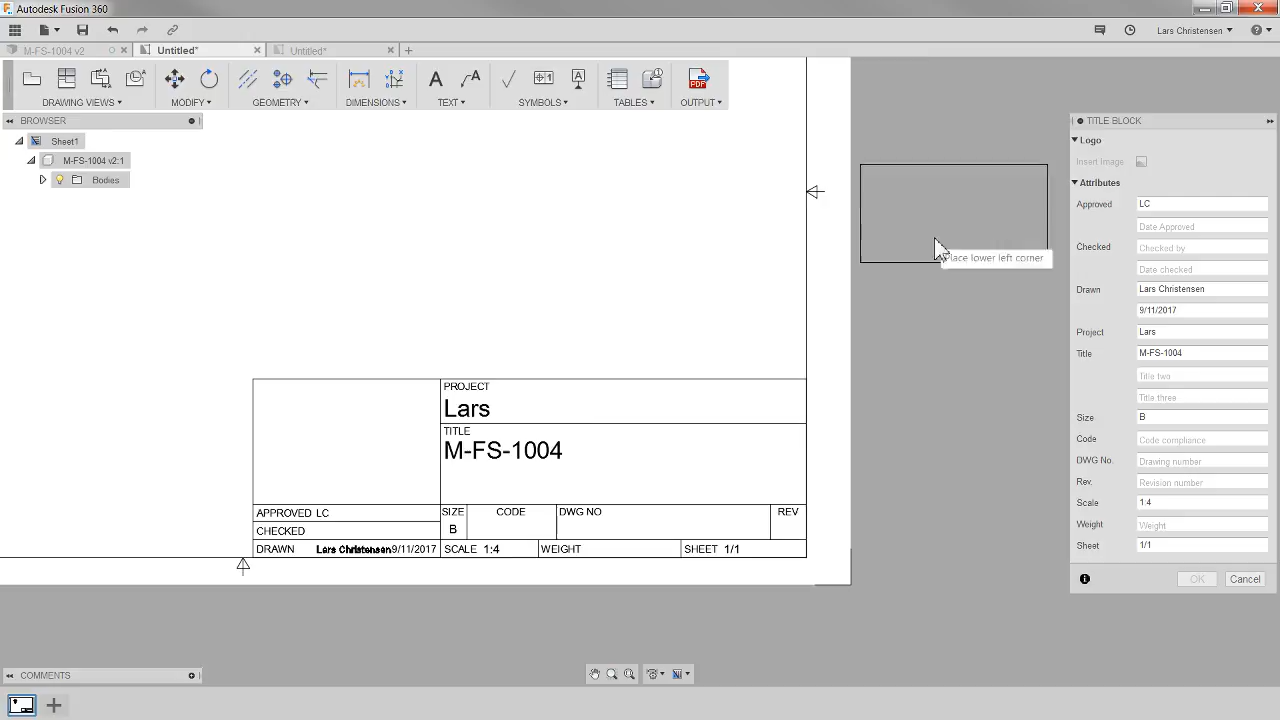 Autodesk Fusion 360
Lars Christensen
M-FS-1004 v2
Untitled*
Untitled*
DRAWING VIEWS
MODIFY
GEOMETRY
DIMENSIONS
TEXT
SYMBOLS
TABLES
OUTPUT
PDF
A
A
BROWSER
Sheet1
M-FS-1004 v2:1
Bodies
lace lower left corner
TITLE BLOCK
Logo
Insert Image
Attributes
Approved LC
Date Approved
Checked Checked by
Date checked
Drawn Lars Christensen
9/11/2017
Project Lars
Title M-FS-1004
Title two
Title three
Size B
Code Code compliance
DWG No. Drawing number
Rev. Revision number
Scale 1:4
Weight Weight
Sheet 1/1
OK Cancel
PROJECT
Lars
TITLE
M-FS-1004
APPROVED LC
SIZE CODE DWG NO REV
B
CHECKED
DRAWN Lars Christensen 9/11/2017 SCALE 1:4 WEIGHT SHEET 1/1
COMMENTS